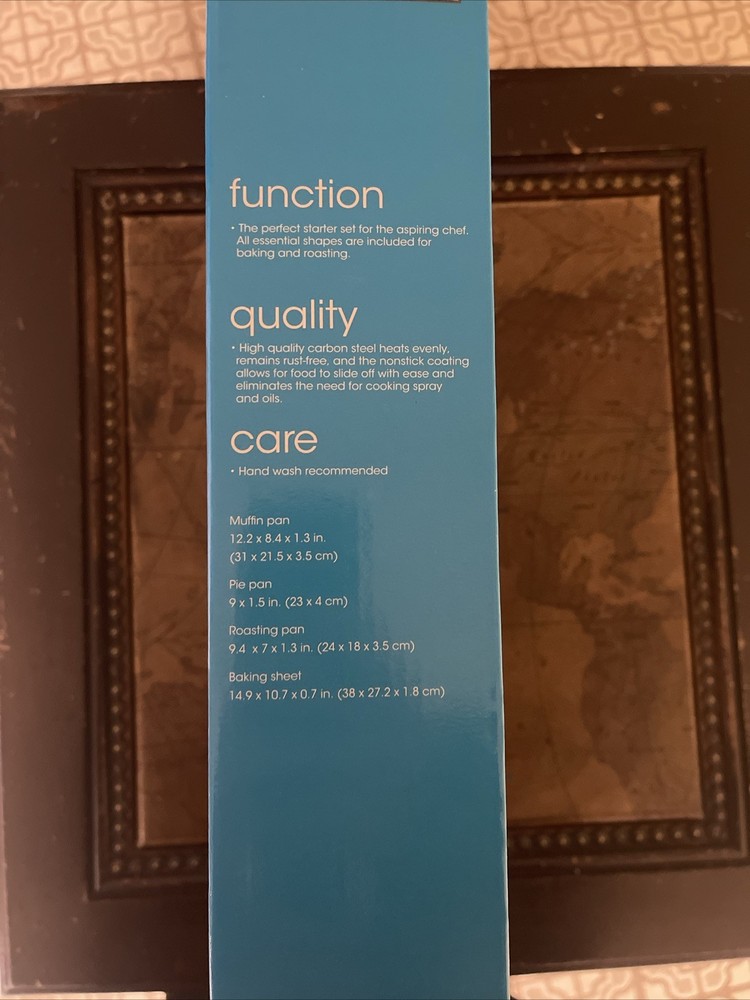 function
• The perfect starter set for the aspiring chef.
All essential shapes are included for
baking and roasting.
quality
• High quality carbon steel heats evenly,
remains rust-free, and the nonstick coating
allows for food to slide off with ease and
eliminates the need for cooking spray
and oils.
care
• Hand wash recommended
Muffin pan
12.2 x 8.4 x 1.3 in.
(31 x 21.5 x 3.5 cm)
Pie pan
9 x 1.5 in. (23 x 4 cm)
Roasting pan
9.4 x 7 x 1.3 in. (24 x 18 x 3.5 cm)
Baking sheet
14.9 x 10.7 x 0.7 in. (38 x 27.2 x 1.8 cm)